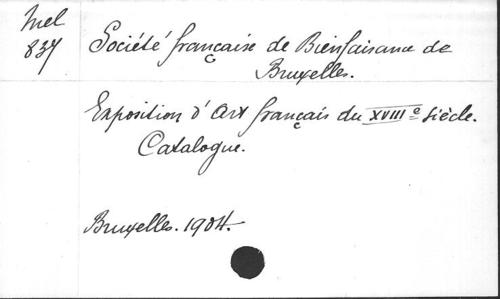 Mel
837
Société française de Bienfaisance de
Bruxelles.
Exposition d'Art français du XVIIIe siècle.
Catalogue.
Bruxelles. 1904.